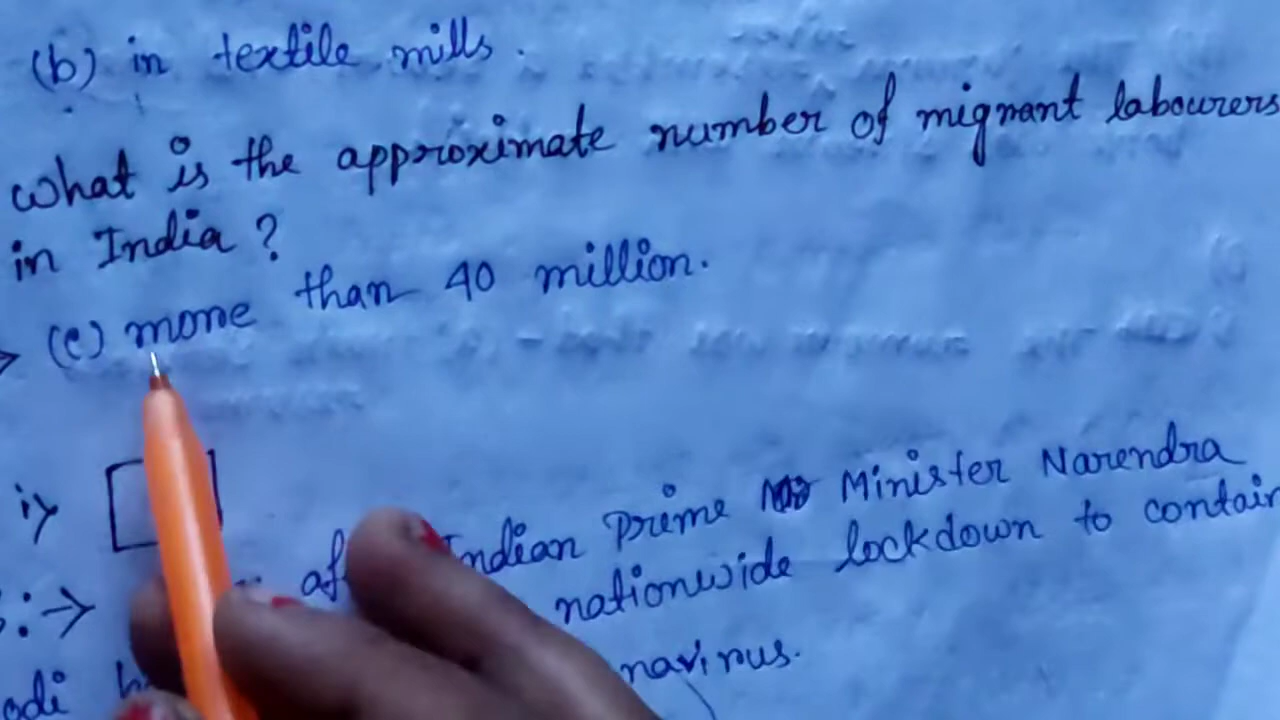 (b) in textile mills.
What is the approximate number of migrant labourers
in India?
(c) more than 40 million.
i)
Indian Prime Minister Narendra
nationwide lockdown to contain